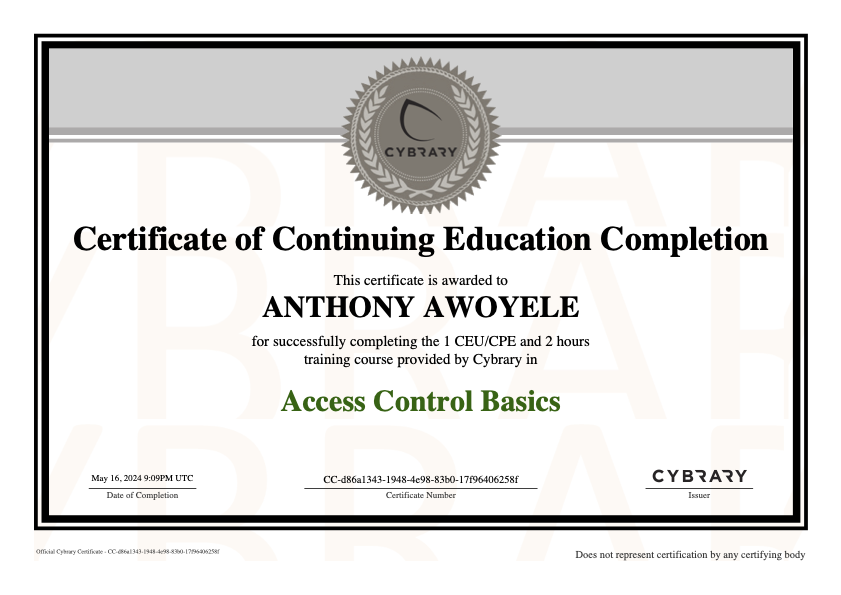 CYBRARY
Certificate of Continuing Education Completion
This certificate is awarded to
ANTHONY AWOYELE
for successfully completing the 1 CEU/CPE and 2 hours
training course provided by Cybrary in
Access Control Basics
May 16, 2024 9:09PM UTC
Date of Completion
CC-d86a1343-1948-4e98-83b0-17f96406258f
Certificate Number
CYBRARY
Issuer
Official Cybrary Certificate - CC-d86a1343-1948-4e98-83b0-17f96406258f
Does not represent certification by any certifying body